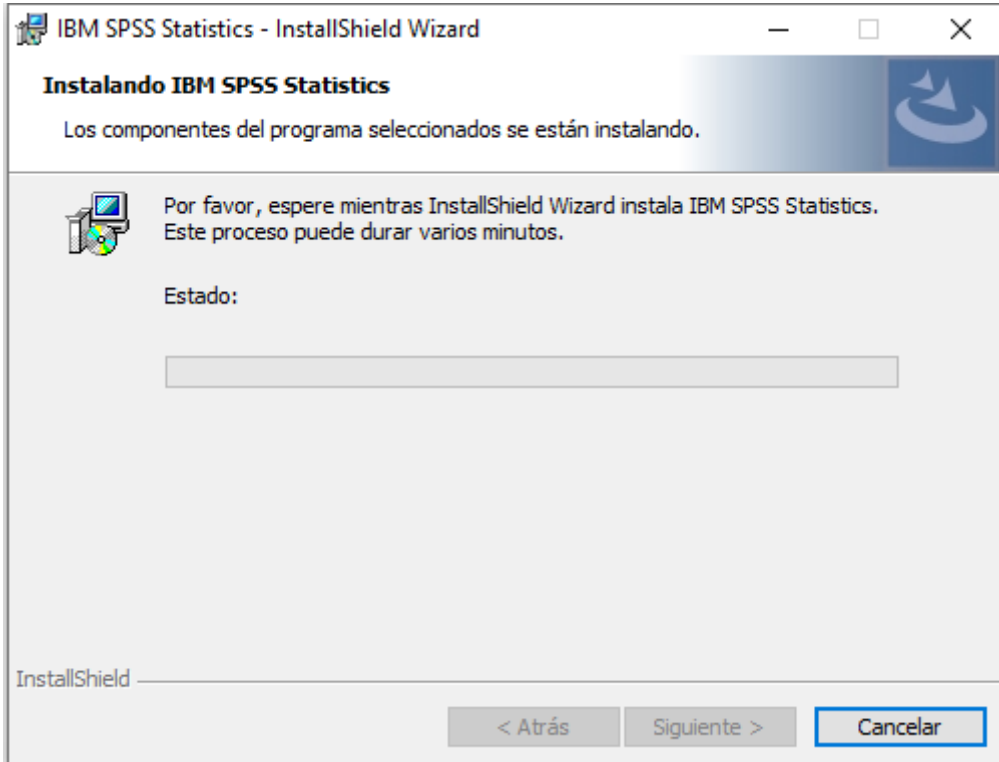 IBM SPSS Statistics - InstallShield Wizard
Instalando IBM SPSS Statistics
Los componentes del programa seleccionados se están instalando.
Por favor, espere mientras InstallShield Wizard instala IBM SPSS Statistics.
Este proceso puede durar varios minutos.
Estado:
InstallShield
< Atrás Siguiente > Cancelar